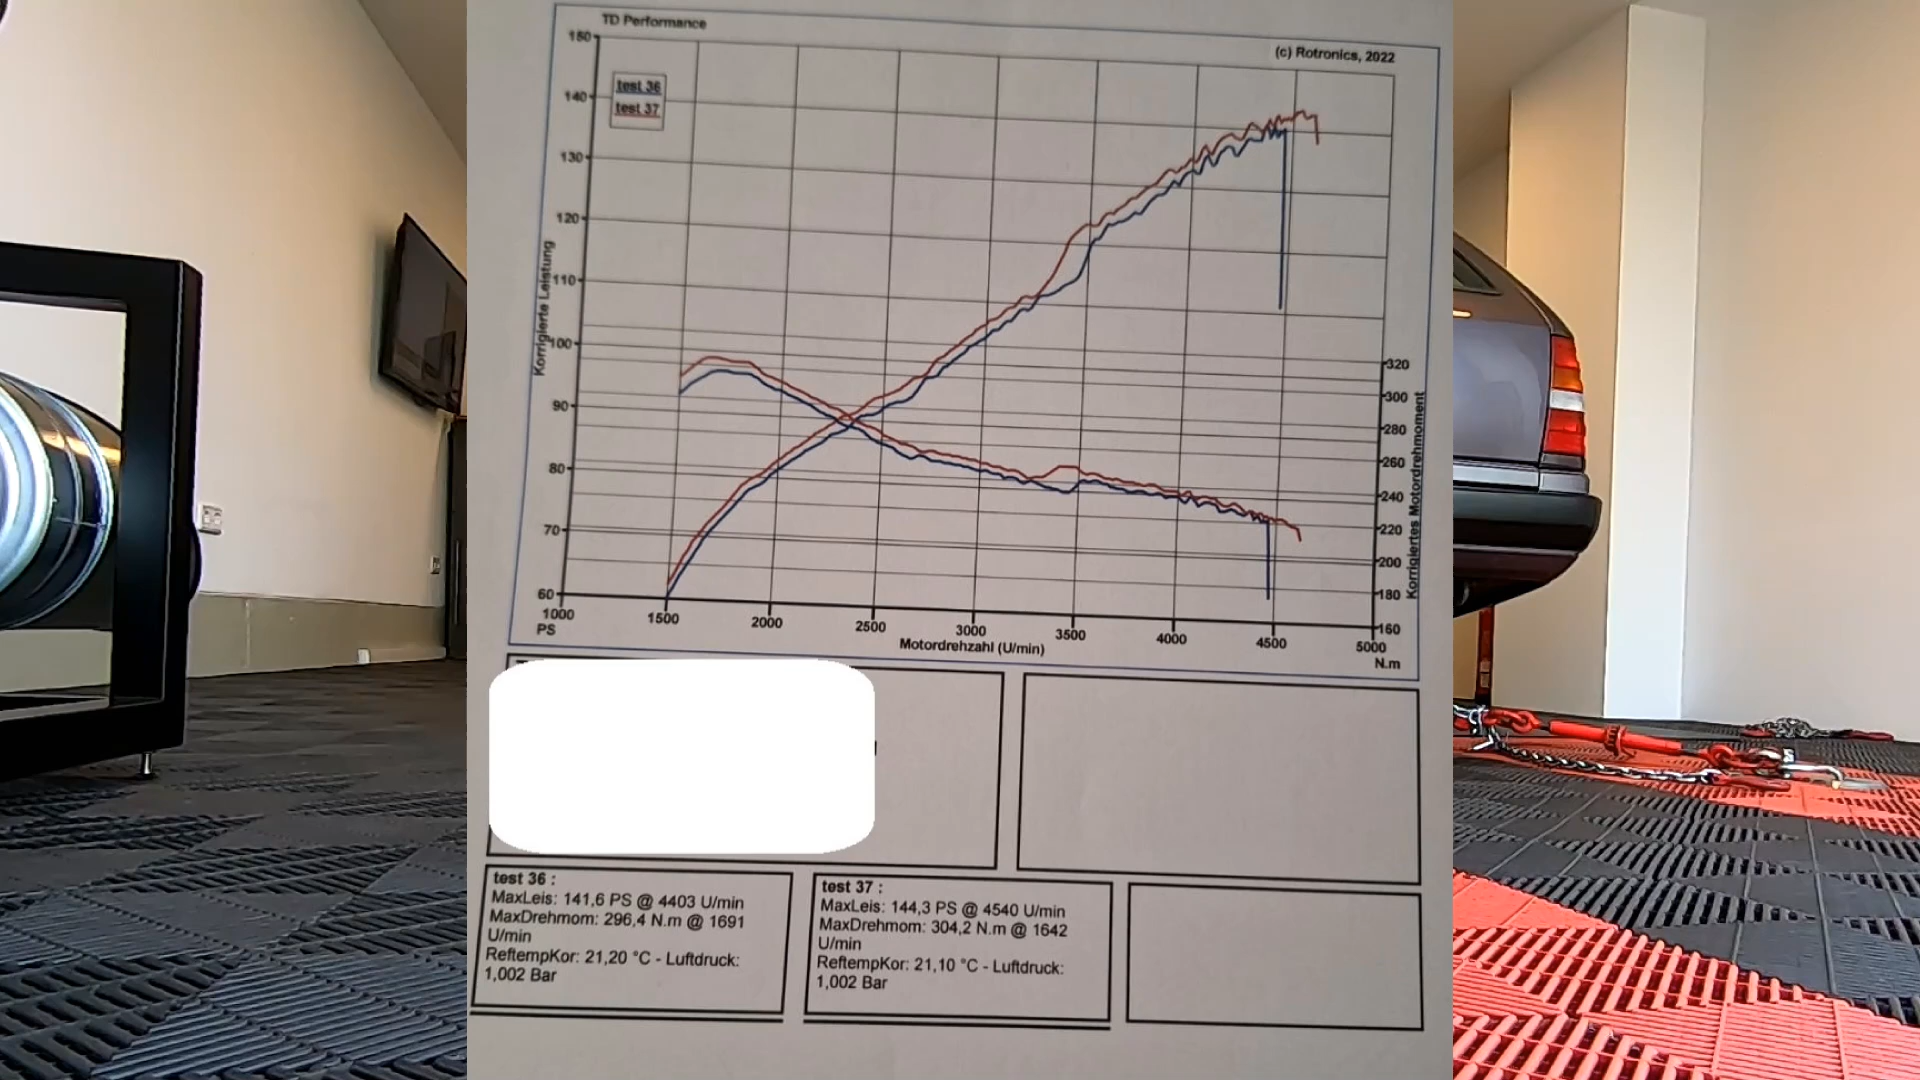 TD Performance
(c) Rotronics, 2022
test 36
test 37
150
140
130
120
110
100
90
80
70
60
Korrigierte Leistung
320
300
280
260
240
220
200
180
160
Korrigiertes Motordrehmoment
1000
1500
2000
2500
3000
3500
4000
4500
5000
PS
Motordrehzahl (U/min)
N.m
test 36 :
MaxLeis: 141,6 PS @ 4403 U/min
MaxDrehmom: 296,4 N.m @ 1691
U/min
ReftempKor: 21,20 °C - Luftdruck:
1,002 Bar
test 37 :
MaxLeis: 144,3 PS @ 4540 U/min
MaxDrehmom: 304,2 N.m @ 1642
U/min
ReftempKor: 21,10 °C - Luftdruck:
1,002 Bar